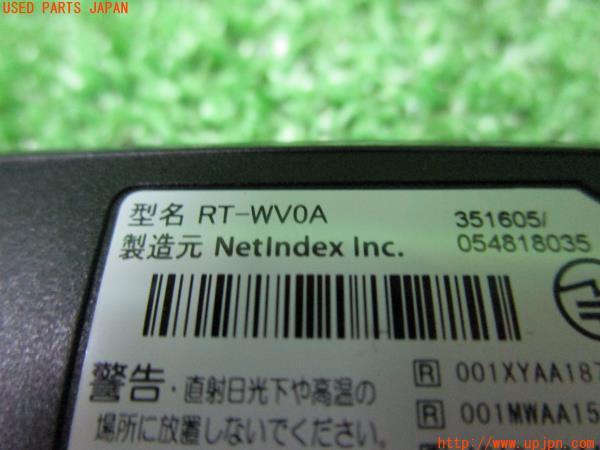 USED PARTS JAPAN
型名 RT-WV0A
351605/
製造元 NetIndex Inc.
054818035
警告・直射日光下や高温の
場所に放置しないでください。
R 001XYAA187
R 001MWAA15
http://www.upjpn.com